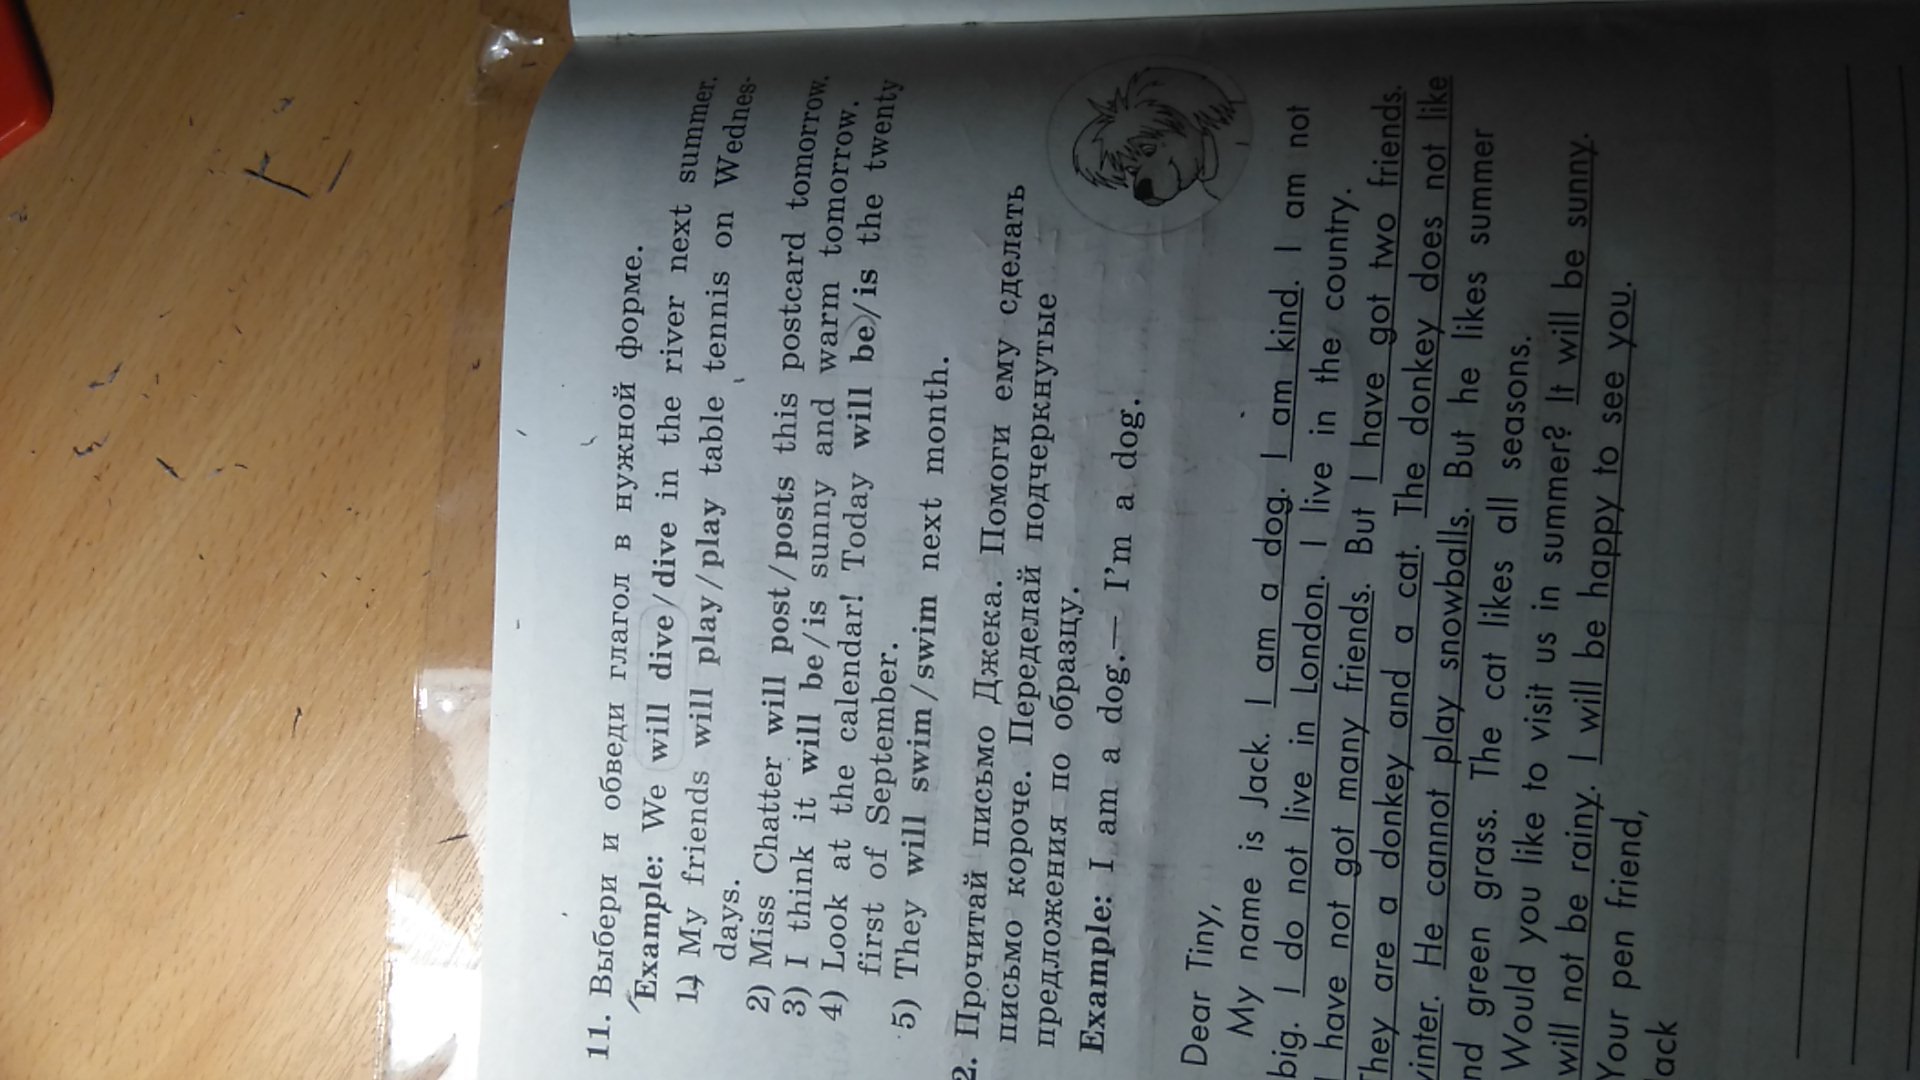 11. Выбери и обведи глагол в нужной форме.
Example: We will dive/dive in the river next summer.
1) My friends will play/play table tennis on Wednes-
days.
2) Miss Chatter will post/posts this postcard tomorrow.
3) I think it will be/is sunny and warm tomorrow.
4) Look at the calendar! Today will be/is the twenty
first of September.
5) They will swim/swim next month.
2. Прочитай письмо Джека. Помоги ему сделать
письмо короче. Переделай подчеркнутые
предложения по образцу.
Example: I am a dog.— I'm a dog.
Dear Tiny,
My name is Jack. I am a dog. I am kind. I am not
big. I do not live in London. I live in the country.
I have not got many friends. But I have got two friends.
They are a donkey and a cat. The donkey does not like
winter. He cannot play snowballs. But he likes summer
nd green grass. The cat likes all seasons.
Would you like to visit us in summer? It will be sunny.
will not be rainy. I will be happy to see you.
Your pen friend,
Jack